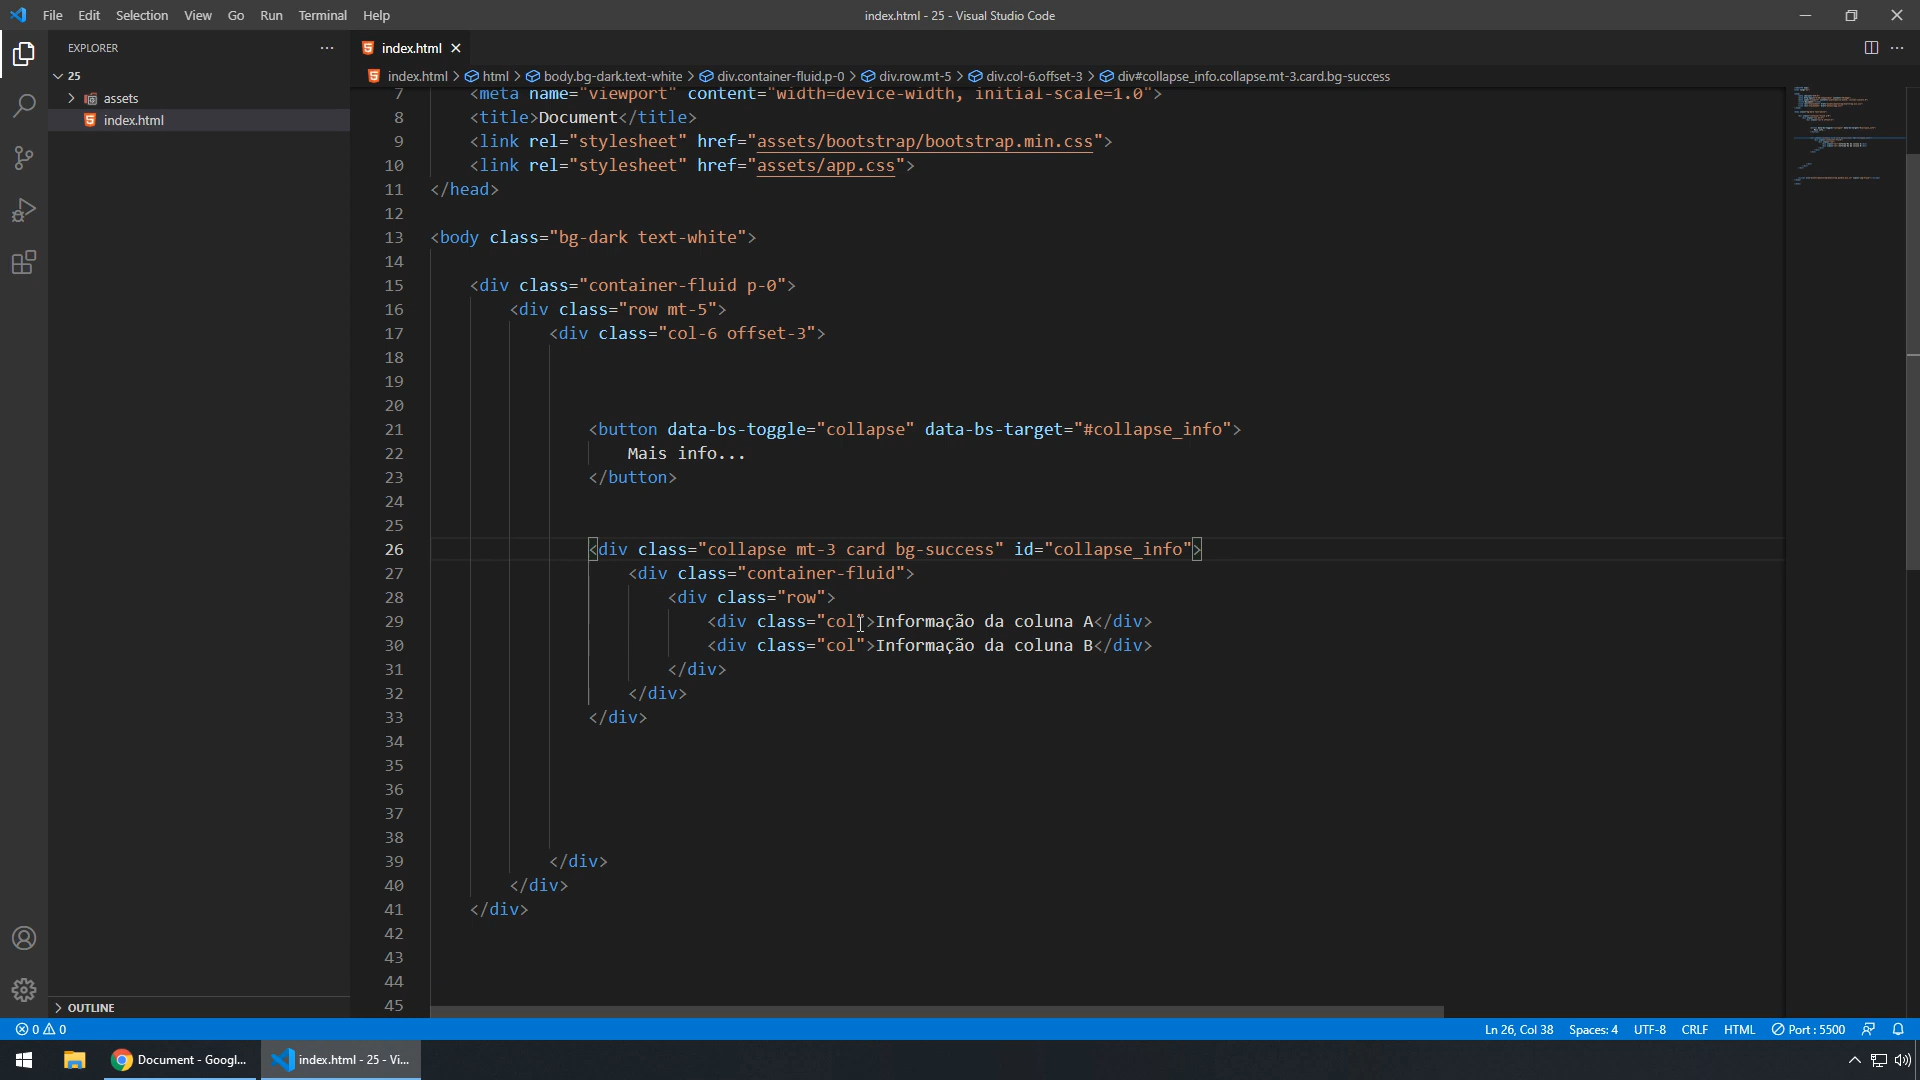 File Edit Selection View Go Run Terminal Help
index.html - 25 - Visual Studio Code
EXPLORER ···
25
assets
index.html
OUTLINE
index.html
index.html > html > body.bg-dark.text-white > div.container-fluid.p-0 > div.row.mt-5 > div.col-6.offset-3 > div#collapse_info.collapse.mt-3.card.bg-success
7 <meta name="viewport" content="width=device-width, initial-scale=1.0">
8 <title>Document</title>
9 <link rel="stylesheet" href="assets/bootstrap/bootstrap.min.css">
10 <link rel="stylesheet" href="assets/app.css">
11 </head>
12
13 <body class="bg-dark text-white">
14
15 <div class="container-fluid p-0">
16 <div class="row mt-5">
17 <div class="col-6 offset-3">
18
19
20
21 <button data-bs-toggle="collapse" data-bs-target="#collapse_info">
22 Mais info...
23 </button>
24
25
26 <div class="collapse mt-3 card bg-success" id="collapse_info">
27 <div class="container-fluid">
28 <div class="row">
29 <div class="col">Informação da coluna A</div>
30 <div class="col">Informação da coluna B</div>
31 </div>
32 </div>
33 </div>
34
35
36
37
38
39 </div>
40 </div>
41 </div>
42
43
44
45
0 0 Ln 26, Col 38 Spaces: 4 UTF-8 CRLF HTML Port : 5500
Document - Googl... index.html - 25 - Vi...